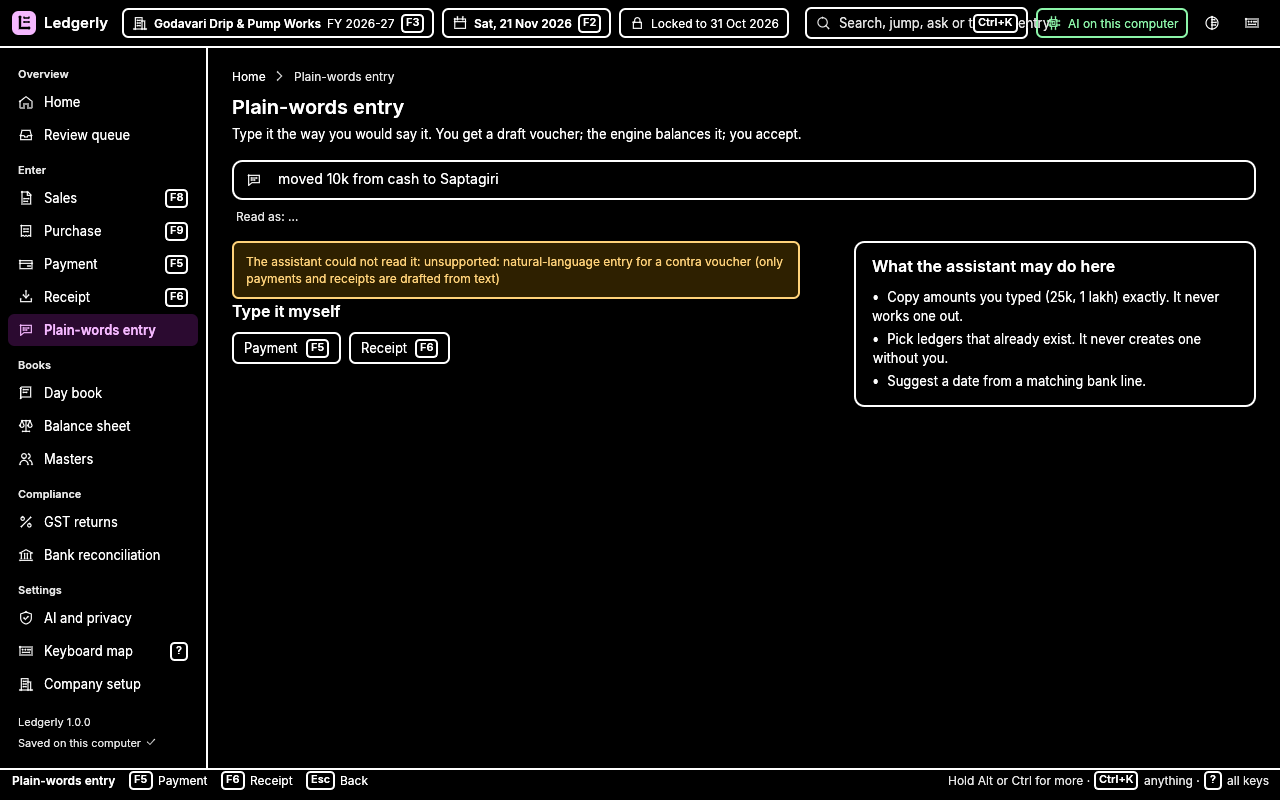 Ledgerly
Godavari Drip & Pump Works FY 2026-27 F3
Sat, 21 Nov 2026 F2
Locked to 31 Oct 2026
Search, jump, ask or t Ctrl+K entry
AI on this computer
Overview
Home
Review queue
Enter
Sales F8
Purchase F9
Payment F5
Receipt F6
Plain-words entry
Books
Day book
Balance sheet
Masters
Compliance
GST returns
Bank reconciliation
Settings
AI and privacy
Keyboard map ?
Company setup
Ledgerly 1.0.0
Saved on this computer
Home Plain-words entry
Plain-words entry
Type it the way you would say it. You get a draft voucher; the engine balances it; you accept.
moved 10k from cash to Saptagiri
Read as: ...
The assistant could not read it: unsupported: natural-language entry for a contra voucher (only
payments and receipts are drafted from text)
Type it myself
Payment F5 Receipt F6
What the assistant may do here
• Copy amounts you typed (25k, 1 lakh) exactly. It never
works one out.
• Pick ledgers that already exist. It never creates one
without you.
• Suggest a date from a matching bank line.
Plain-words entry F5 Payment F6 Receipt Esc Back
Hold Alt or Ctrl for more · Ctrl+K anything · ? all keys